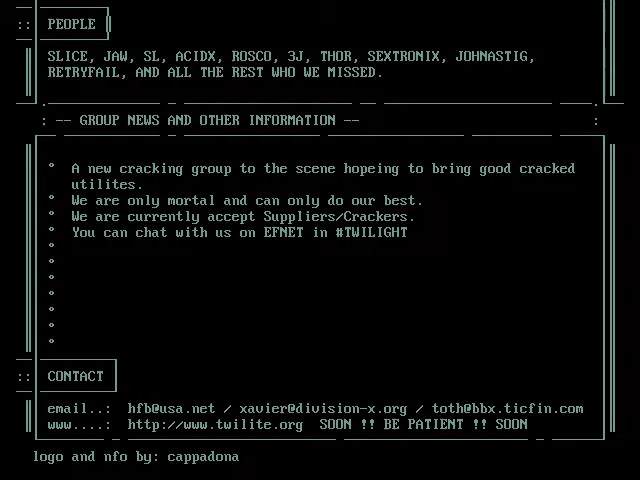 :: PEOPLE
SLICE, JAW, SL, ACIDX, ROSCO, 3J, THOR, SEXTRONIX, JOHNASTIG,
RETRYFAIL, AND ALL THE REST WHO WE MISSED.
: -- GROUP NEWS AND OTHER INFORMATION -- :
° A new cracking group to the scene hopeing to bring good cracked
utilites.
° We are only mortal and can only do our best.
° We are currently accept Suppliers/Crackers.
° You can chat with us on EFNET in #TWILIGHT
°
°
°
°
°
°
°
:: CONTACT
email..: hfb@usa.net / xavier@division-x.org / toth@bbx.ticfin.com
www....: http://www.twilite.org SOON !! BE PATIENT !! SOON
logo and nfo by: cappadona